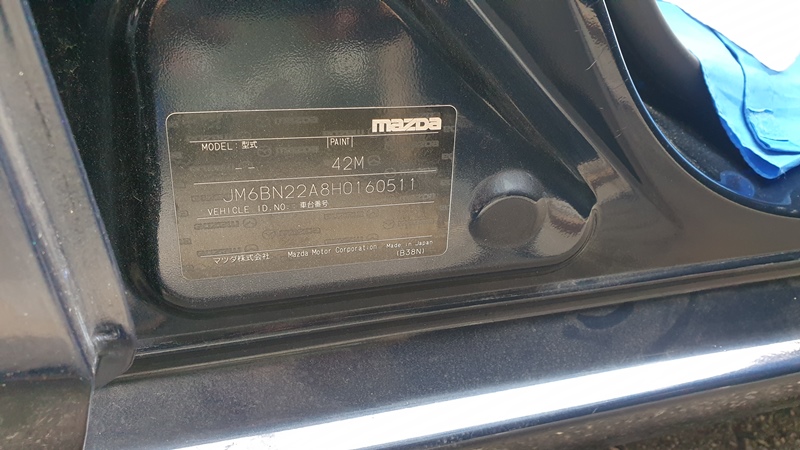 mazda
MODEL:型式 PAINT
-- 42M
JM6BN22A8H0160511
VEHICLE ID.NO.:車台番号
マツダ株式会社 Mazda Motor Corporation Made in Japan
(B38N)